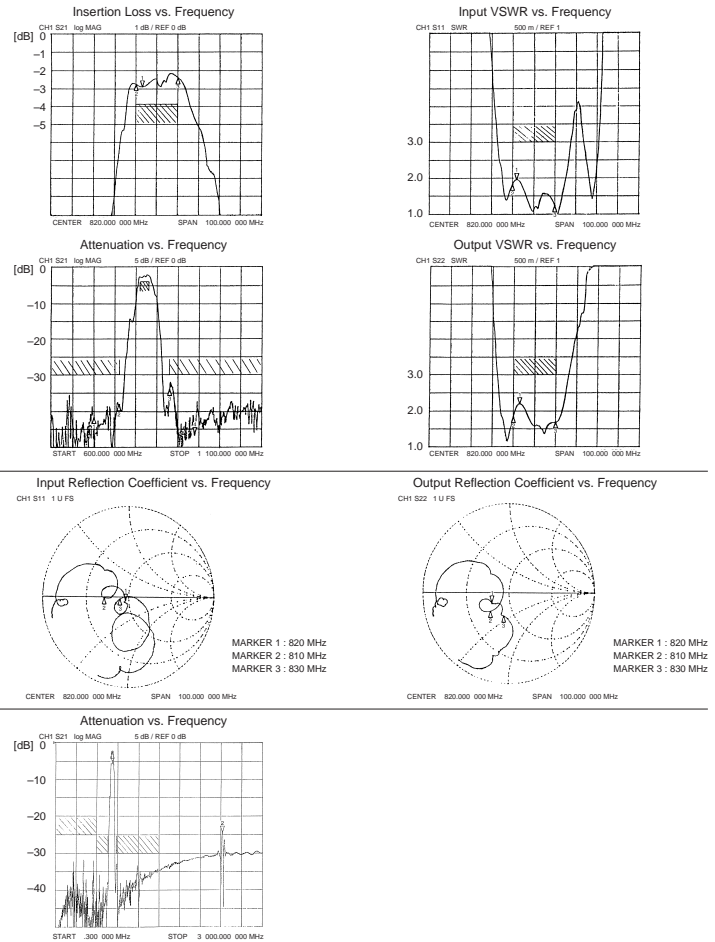 Insertion Loss vs. Frequency
CH1 S21 log MAG 1 dB / REF 0 dB
[dB] 0
–1
–2
–3
–4
–5
CENTER 820.000 000 MHz SPAN 100.000 000 MHz
Input VSWR vs. Frequency
CH1 S11 SWR 500 m / REF 1
3.0
2.0
1.0
CENTER 820.000 000 MHz SPAN 100.000 000 MHz
Attenuation vs. Frequency
CH1 S21 log MAG 5 dB / REF 0 dB
[dB] 0
–10
–20
–30
START 600.000 000 MHz STOP 1 100.000 000 MHz
Output VSWR vs. Frequency
CH1 S22 SWR 500 m / REF 1
3.0
2.0
1.0
CENTER 820.000 000 MHz SPAN 100.000 000 MHz
Input Reflection Coefficient vs. Frequency
CH1 S11 1 U FS
2
3
MARKER 1 : 820 MHz
MARKER 2 : 810 MHz
MARKER 3 : 830 MHz
CENTER 820.000 000 MHz SPAN 100.000 000 MHz
Output Reflection Coefficient vs. Frequency
CH1 S22 1 U FS
3
MARKER 1 : 820 MHz
MARKER 2 : 810 MHz
MARKER 3 : 830 MHz
CENTER 820.000 000 MHz SPAN 100.000 000 MHz
Attenuation vs. Frequency
CH1 S21 log MAG 5 dB / REF 0 dB
[dB] 0
–10
–20
–30
–40
2
START .300 000 MHz STOP 3 000.000 000 MHz